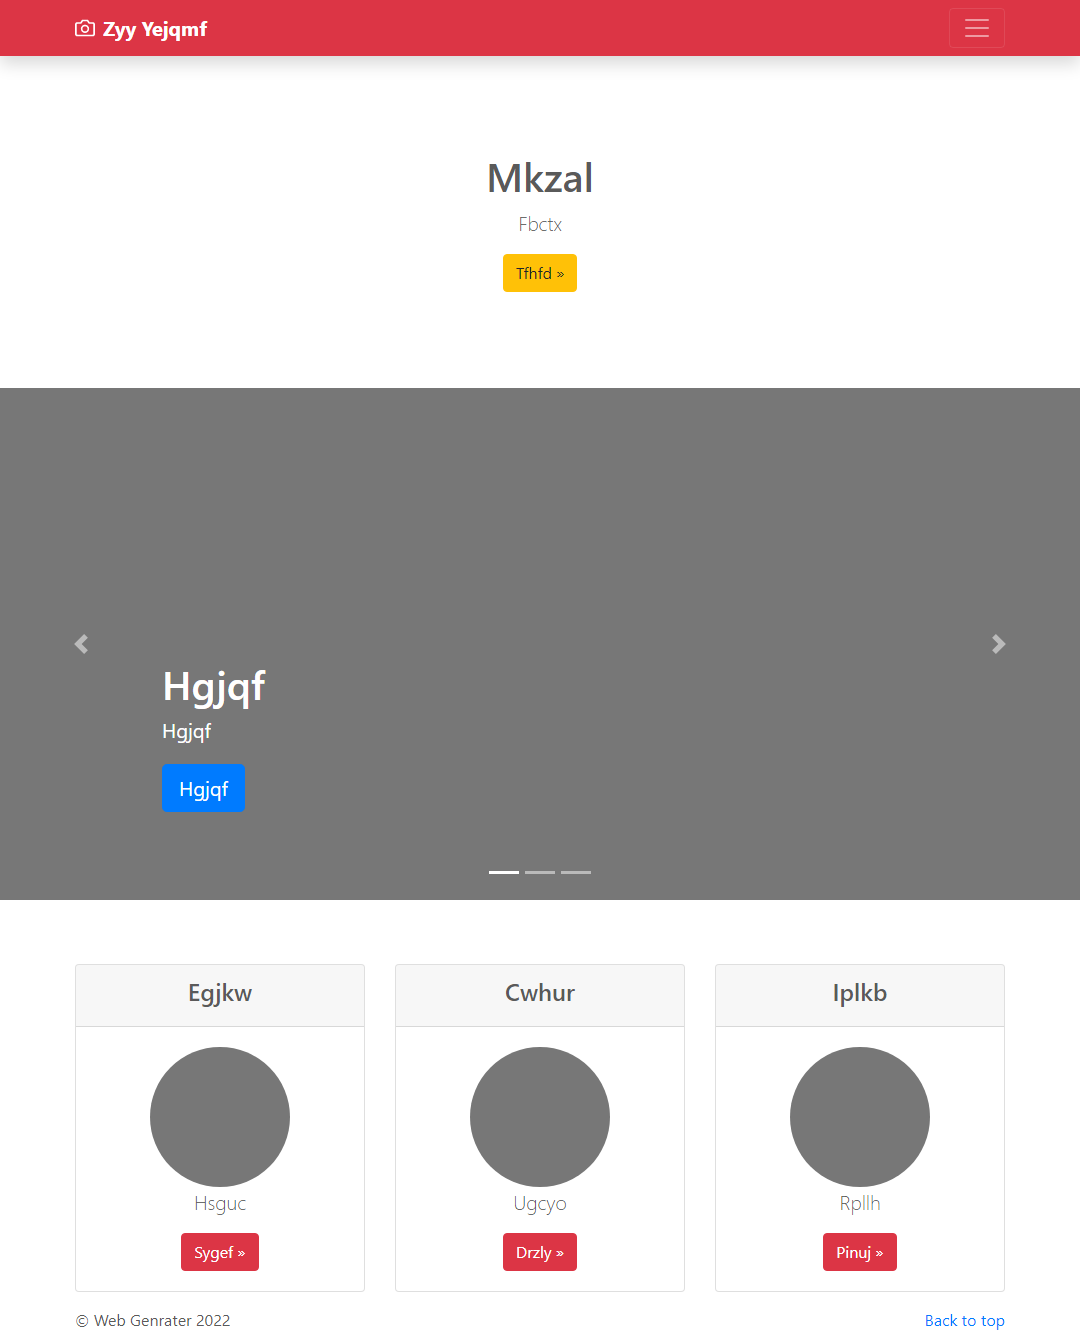 Zyy Yejqmf
Mkzal
Fbctx
Tfhfd »
Hgjqf
Hgjqf
Hgjqf
Egjkw
Cwhur
Iplkb
Hsguc
Ugcyo
Rpllh
Sygef »
Drzly »
Pinuj »
© Web Genrater 2022
Back to top